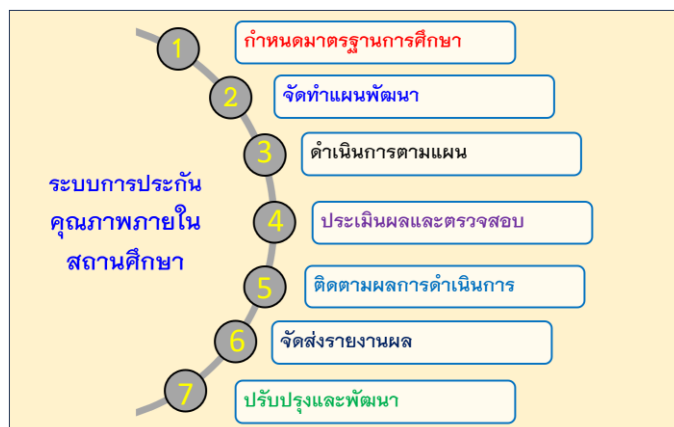 1 กำหนดมาตรฐานการศึกษา
2 จัดทำแผนพัฒนา
3 ดำเนินการตามแผน
ระบบการประกัน
คุณภาพภายใน
สถานศึกษา
4 ประเมินผลและตรวจสอบ
5 ติดตามผลการดำเนินการ
6 จัดส่งรายงานผล
7 ปรับปรุงและพัฒนา